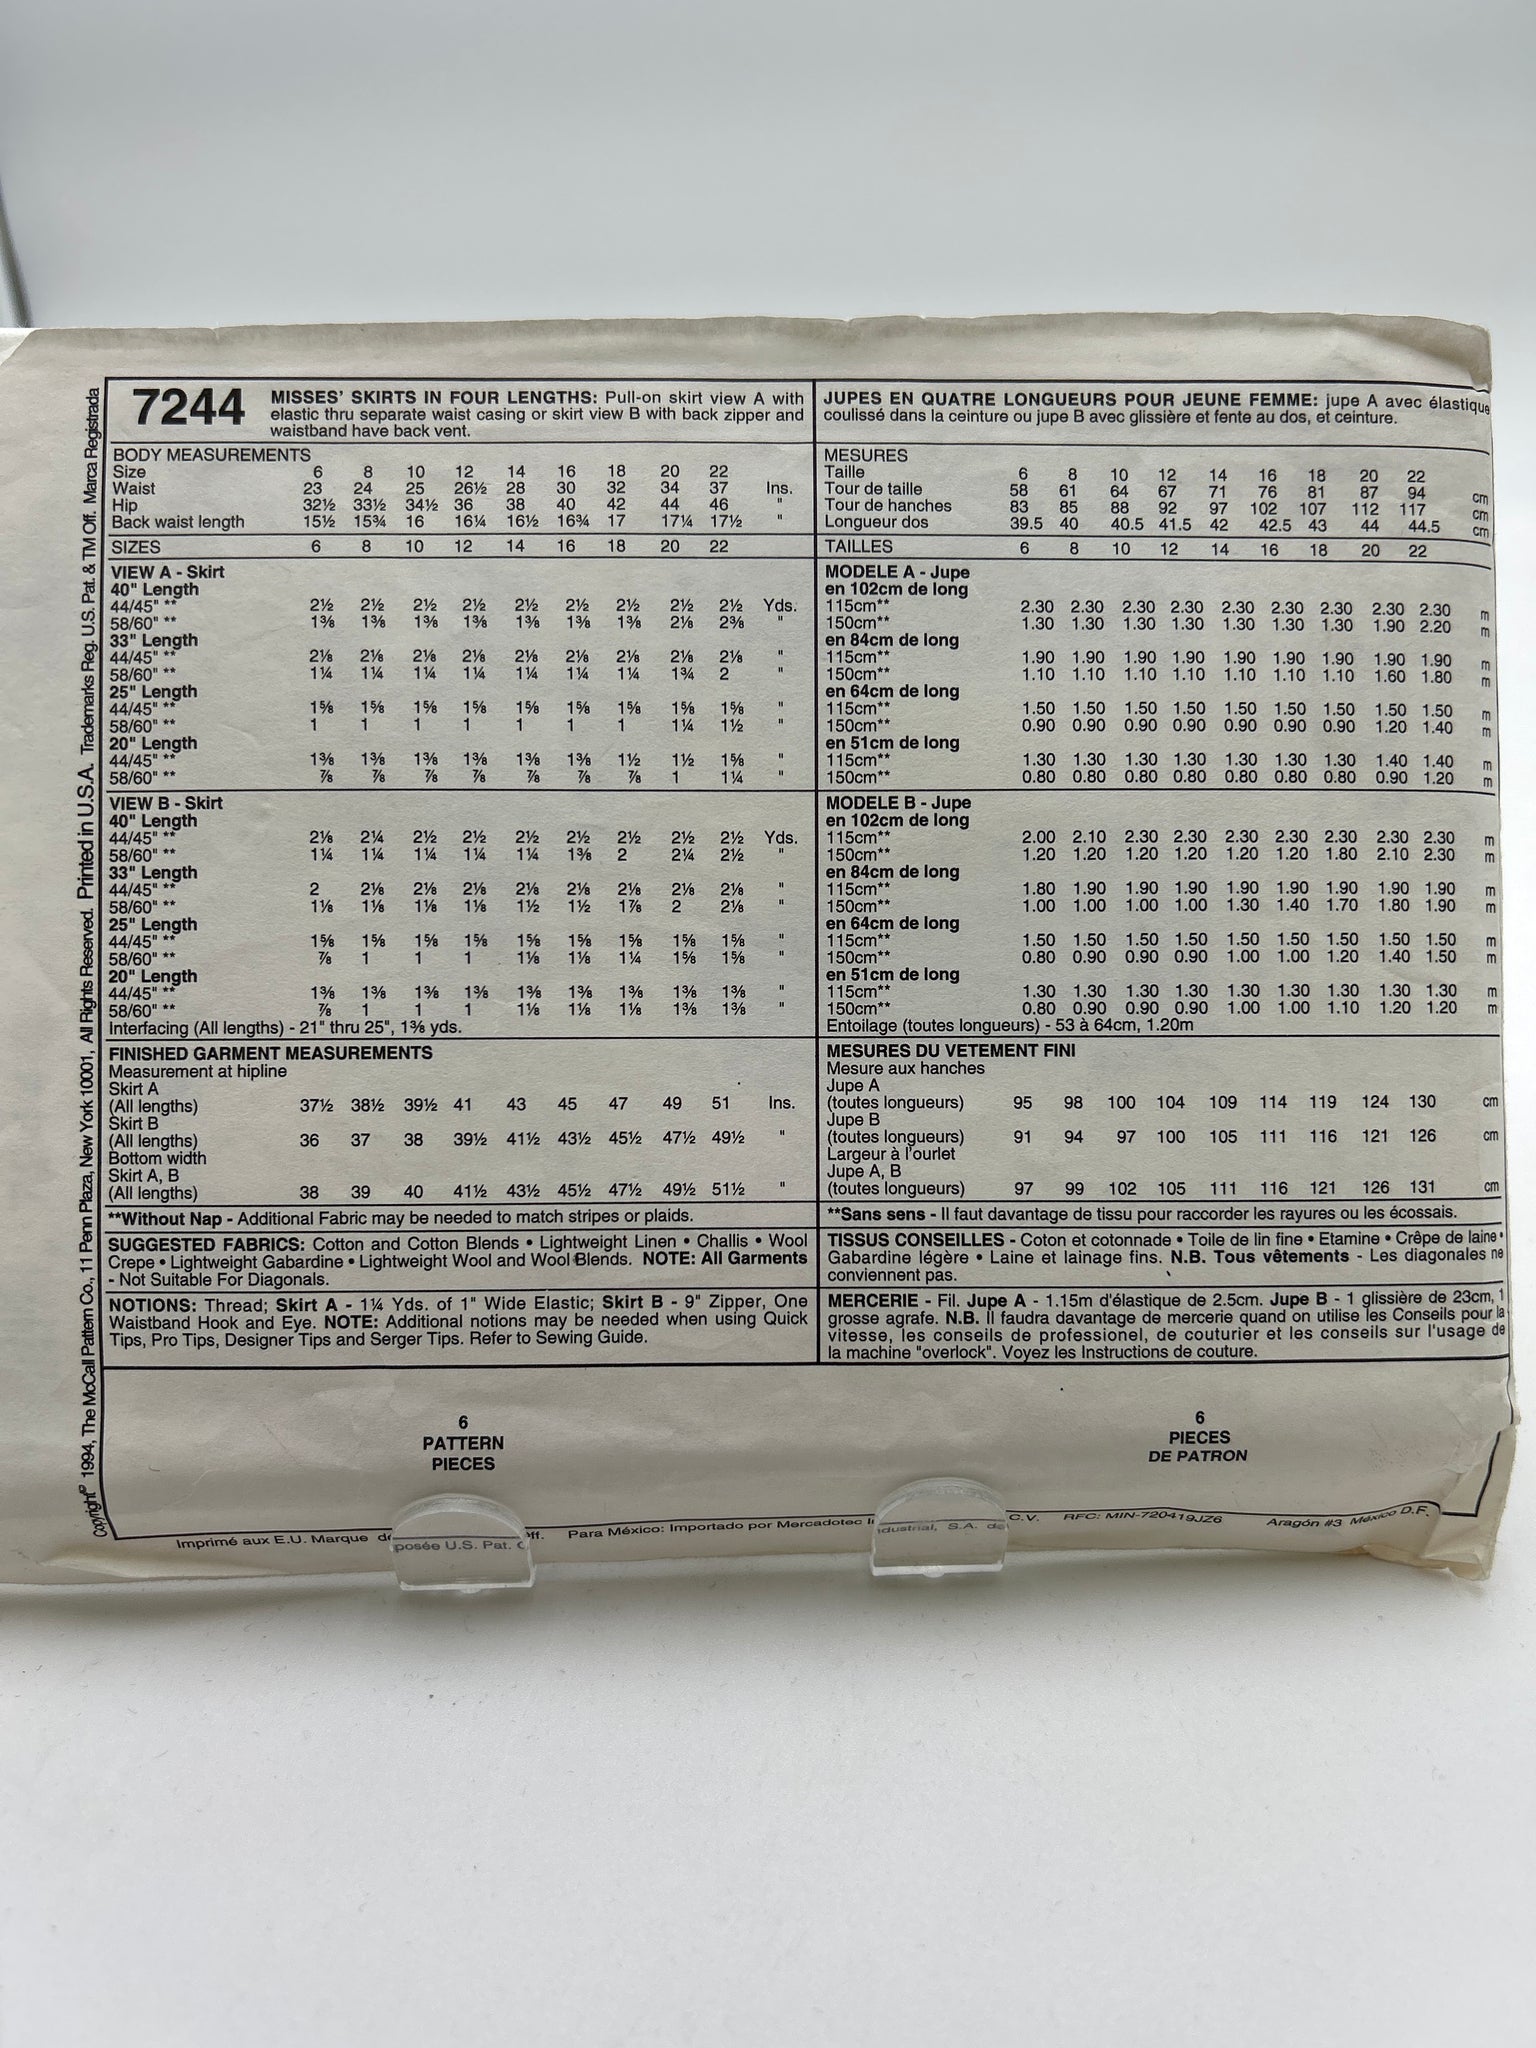 7244
MISSES' SKIRTS IN FOUR LENGTHS: Pull-on skirt view A with
elastic thru separate waist casing or skirt view B with back zipper and
waistband have back vent.
BODY MEASUREMENTS
Size 6 8 10 12 14 16 18 20 22
Waist 23 24 25 26½ 28 30 32 34 37 Ins.
Hip 32½ 33½ 34½ 36 38 40 42 44 46 "
Back waist length 15½ 15¾ 16 16¼ 16½ 16¾ 17 17¼ 17½ "
SIZES 6 8 10 12 14 16 18 20 22
VIEW A - Skirt
40" Length
44/45" ** 2½ 2½ 2½ 2½ 2½ 2½ 2½ 2½ 2½ Yds.
58/60" ** 1⅜ 1⅜ 1⅜ 1⅜ 1⅜ 1⅜ 1⅜ 2⅛ 2⅜ "
33" Length
44/45" ** 2⅛ 2⅛ 2⅛ 2⅛ 2⅛ 2⅛ 2⅛ 2⅛ 2⅛ "
58/60" ** 1¼ 1¼ 1¼ 1¼ 1¼ 1¼ 1¼ 1¾ 2 "
25" Length
44/45" ** 1⅝ 1⅝ 1⅝ 1⅝ 1⅝ 1⅝ 1⅝ 1⅝ 1⅝ "
58/60" ** 1 1 1 1 1 1 1 1¼ 1½ "
20" Length
44/45" ** 1⅜ 1⅜ 1⅜ 1⅜ 1⅜ 1⅜ 1½ 1½ 1⅝ "
58/60" ** ⅞ ⅞ ⅞ ⅞ ⅞ ⅞ ⅞ 1 1¼ "
VIEW B - Skirt
40" Length
44/45" ** 2⅛ 2¼ 2½ 2½ 2½ 2½ 2½ 2½ 2½ Yds.
58/60" ** 1¼ 1¼ 1¼ 1¼ 1¼ 1⅜ 2 2¼ 2½ "
33" Length
44/45" ** 2 2⅛ 2⅛ 2⅛ 2⅛ 2⅛ 2⅛ 2⅛ 2⅛ "
58/60" ** 1⅛ 1⅛ 1⅛ 1⅛ 1½ 1½ 1⅞ 2 2⅛ "
25" Length
44/45" ** 1⅝ 1⅝ 1⅝ 1⅝ 1⅝ 1⅝ 1⅝ 1⅝ 1⅝ "
58/60" ** ⅞ 1 1 1 1⅛ 1⅛ 1¼ 1⅝ 1⅝ "
20" Length
44/45" ** 1⅜ 1⅜ 1⅜ 1⅜ 1⅜ 1⅜ 1⅜ 1⅜ 1⅜ "
58/60" ** ⅞ 1 1 1 1⅛ 1⅛ 1⅛ 1⅜ 1⅜ "
Interfacing (All lengths) - 21" thru 25", 1⅜ yds.
FINISHED GARMENT MEASUREMENTS
Measurement at hipline
Skirt A
(All lengths) 37½ 38½ 39½ 41 43 45 47 49 51 Ins.
Skirt B
(All lengths) 36 37 38 39½ 41½ 43½ 45½ 47½ 49½ "
Bottom width
Skirt A, B
(All lengths) 38 39 40 41½ 43½ 45½ 47½ 49½ 51½ "
**Without Nap - Additional Fabric may be needed to match stripes or plaids.
SUGGESTED FABRICS: Cotton and Cotton Blends • Lightweight Linen • Challis • Wool
Crepe • Lightweight Gabardine • Lightweight Wool and Wool Blends. NOTE: All Garments
- Not Suitable For Diagonals.
NOTIONS: Thread; Skirt A - 1¼ Yds. of 1" Wide Elastic; Skirt B - 9" Zipper, One
Waistband Hook and Eye. NOTE: Additional notions may be needed when using Quick
Tips, Pro Tips, Designer Tips and Serger Tips. Refer to Sewing Guide.
6
PATTERN
PIECES
JUPES EN QUATRE LONGUEURS POUR JEUNE FEMME: jupe A avec élastique
coulissé dans la ceinture ou jupe B avec glissière et fente au dos, et ceinture.
MESURES
Taille 6 8 10 12 14 16 18 20 22
Tour de taille 58 61 64 67 71 76 81 87 94 cm
Tour de hanches 83 85 88 92 97 102 107 112 117 cm
Longueur dos 39.5 40 40.5 41.5 42 42.5 43 44 44.5 cm
TAILLES 6 8 10 12 14 16 18 20 22
MODELE A - Jupe
en 102cm de long
115cm** 2.30 2.30 2.30 2.30 2.30 2.30 2.30 2.30 2.30 m
150cm** 1.30 1.30 1.30 1.30 1.30 1.30 1.30 1.90 2.20 m
en 84cm de long
115cm** 1.90 1.90 1.90 1.90 1.90 1.90 1.90 1.90 1.90 m
150cm** 1.10 1.10 1.10 1.10 1.10 1.10 1.10 1.60 1.80 m
en 64cm de long
115cm** 1.50 1.50 1.50 1.50 1.50 1.50 1.50 1.50 1.50 m
150cm** 0.90 0.90 0.90 0.90 0.90 0.90 0.90 1.20 1.40 m
en 51cm de long
115cm** 1.30 1.30 1.30 1.30 1.30 1.30 1.30 1.40 1.40 m
150cm** 0.80 0.80 0.80 0.80 0.80 0.80 0.80 0.90 1.20 m
MODELE B - Jupe
en 102cm de long
115cm** 2.00 2.10 2.30 2.30 2.30 2.30 2.30 2.30 2.30 m
150cm** 1.20 1.20 1.20 1.20 1.20 1.20 1.80 2.10 2.30 m
en 84cm de long
115cm** 1.80 1.90 1.90 1.90 1.90 1.90 1.90 1.90 1.90 m
150cm** 1.00 1.00 1.00 1.00 1.30 1.40 1.70 1.80 1.90 m
en 64cm de long
115cm** 1.50 1.50 1.50 1.50 1.50 1.50 1.50 1.50 1.50 m
150cm** 0.80 0.90 0.90 0.90 1.00 1.00 1.20 1.40 1.50 m
en 51cm de long
115cm** 1.30 1.30 1.30 1.30 1.30 1.30 1.30 1.30 1.30 m
150cm** 0.80 0.90 0.90 0.90 1.00 1.00 1.10 1.20 1.20 m
Entoilage (toutes longueurs) - 53 à 64cm, 1.20m
MESURES DU VETEMENT FINI
Mesure aux hanches
Jupe A
(toutes longueurs) 95 98 100 104 109 114 119 124 130 cm
Jupe B
(toutes longueurs) 91 94 97 100 105 111 116 121 126 cm
Largeur à l'ourlet
Jupe A, B
(toutes longueurs) 97 99 102 105 111 116 121 126 131 cm
**Sans sens - Il faut davantage de tissu pour raccorder les rayures ou les écossais.
TISSUS CONSEILLES - Coton et cotonnade • Toile de lin fine • Etamine • Crêpe de laine •
Gabardine légère • Laine et lainage fins. N.B. Tous vêtements - Les diagonales ne
conviennent pas.
MERCERIE - Fil. Jupe A - 1.15m d'élastique de 2.5cm. Jupe B - 1 glissière de 23cm, 1
grosse agrafe. N.B. Il faudra davantage de mercerie quand on utilise les Conseils pour la
vitesse, les conseils de professionel, de couturier et les conseils sur l'usage de
la machine "overlock". Voyez les Instructions de couture.
6
PIECES
DE PATRON
Copyright© 1994, The McCall Pattern Co., 11 Penn Plaza, New York 10001, All Rights Reserved. Printed in U.S.A. Trademarks Reg. U.S. Pat. & TM Off. Marca Registrada
Imprimé aux E.U. Marque posée U.S. Pat. Off. Para México: Importado por Mercadotec Industrial, S.A. de C.V. RFC: MIN-720419JZ6 Aragón #3 México D.F.